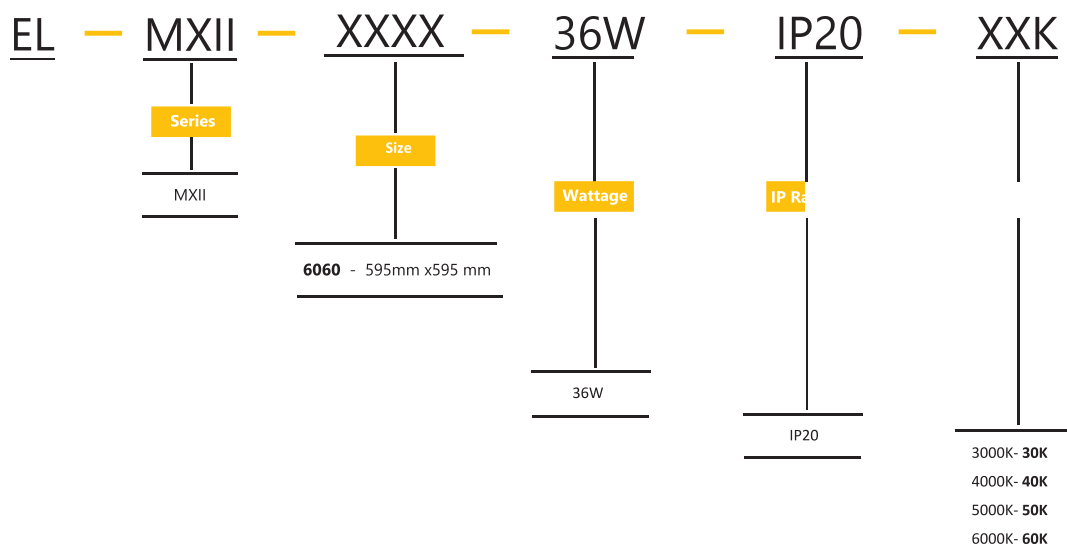 EL — MXII — XXXX — 36W — IP20 — XXK
Series
MXII
Size
6060 - 595mm x595 mm
Wattage
36W
IP Ra
IP20
3000K- 30K
4000K- 40K
5000K- 50K
6000K- 60K